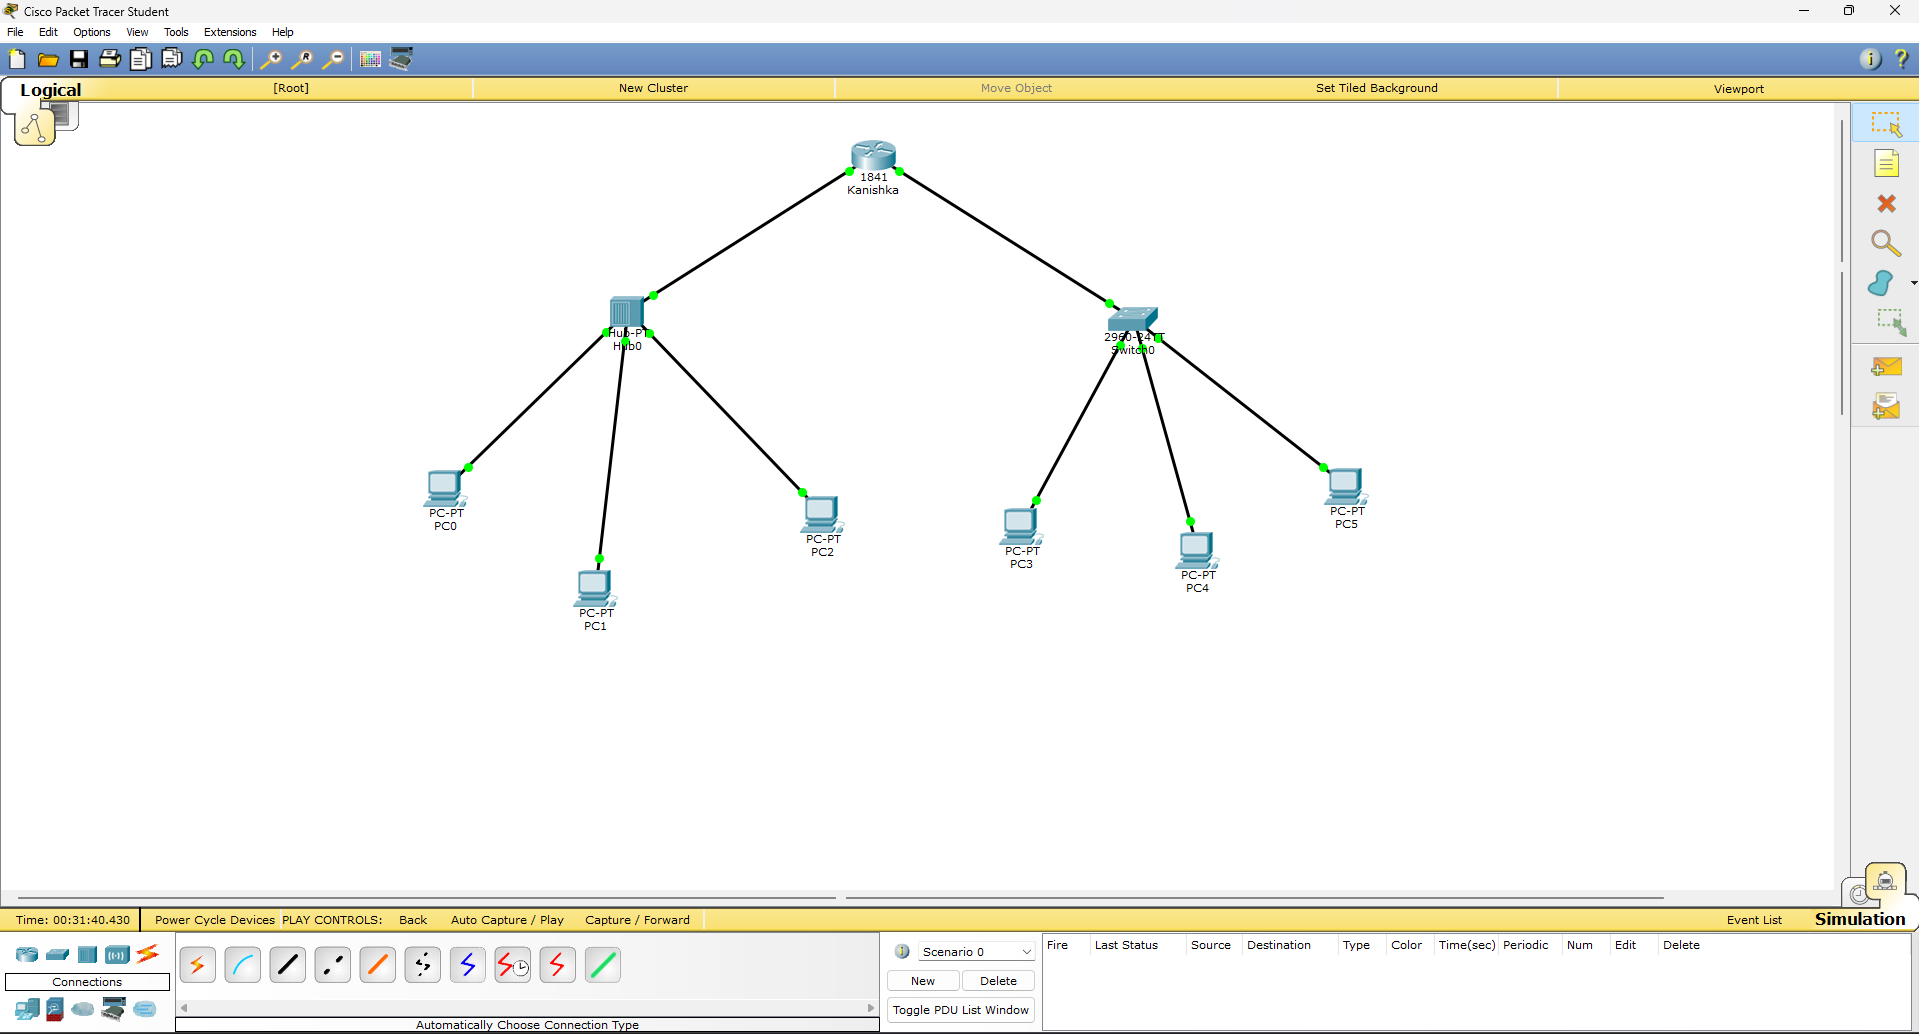 Cisco Packet Tracer Student
File Edit Options View Tools Extensions Help
Logical [Root] New Cluster Move Object Set Tiled Background Viewport
1841
Kanishka
Hub-PT
Hub0
2960-24TT
Switch0
PC-PT
PC0
PC-PT
PC1
PC-PT
PC2
PC-PT
PC3
PC-PT
PC4
PC-PT
PC5
Time: 00:31:40.430 Power Cycle Devices PLAY CONTROLS: Back Auto Capture / Play Capture / Forward Event List Simulation
Connections
Automatically Choose Connection Type
Scenario 0
New Delete
Toggle PDU List Window
Fire Last Status Source Destination Type Color Time(sec) Periodic Num Edit Delete